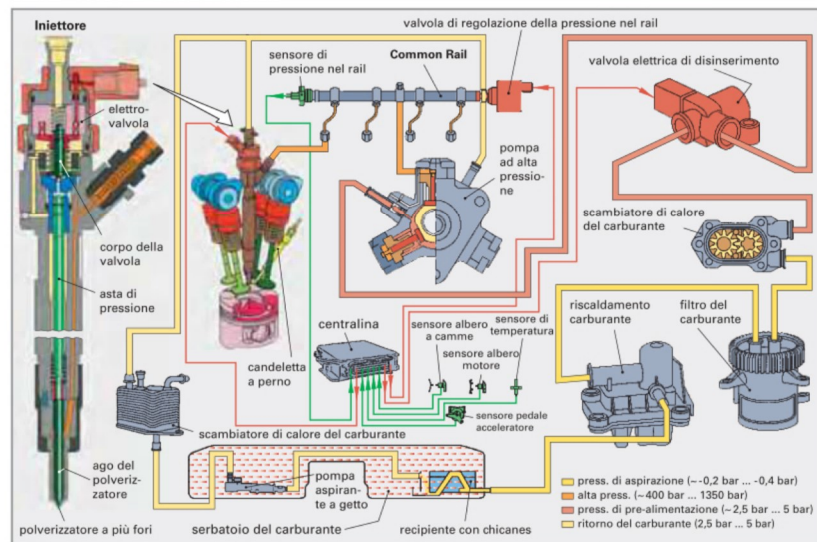 Iniettore
elettro-
valvola
corpo della
valvola
asta di
pressione
ago del
polveriz-
zatore
polverizzatore a più fori
valvola di regolazione della pressione nel rail
sensore di
pressione nel rail
Common Rail
valvola elettrica di disinserimento
pompa
ad alta
pressio-
ne
scambiatore di calore
del carburante
candeletta
a perno
centralina
sensore albero
a camme
sensore di
temperatura
sensore albero
motore
sensore pedale
acceleratore
riscaldamento
carburante
filtro del
carburante
scambiatore di calore del carburante
pompa
aspiran-
te a getto
serbatoio del carburante
recipiente con chicanes
press. di aspirazione (~-0,2 bar ... -0,4 bar)
alta press. (~400 bar ... 1350 bar)
press. di pre-alimentazione (~2,5 bar ... 5 bar)
ritorno del carburante (2,5 bar ... 5 bar)